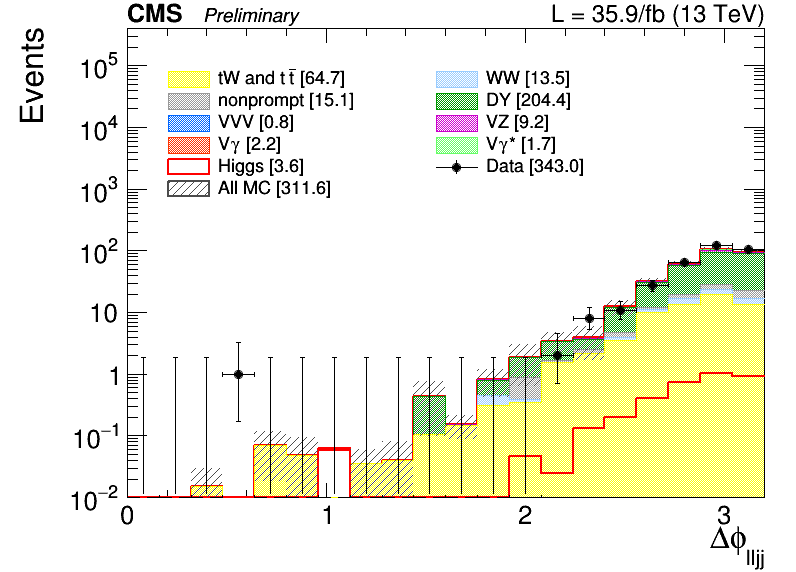 CMS Preliminary L = 35.9/fb (13 TeV)
Events
10⁵
10⁴
10³
10²
10
1
10⁻¹
10⁻²
tW and t t̄ [64.7] WW [13.5]
nonprompt [15.1] DY [204.4]
VVV [0.8] VZ [9.2]
Vγ [2.2] Vγ* [1.7]
Higgs [3.6] Data [343.0]
All MC [311.6]
0 1 2 3
Δϕlljj